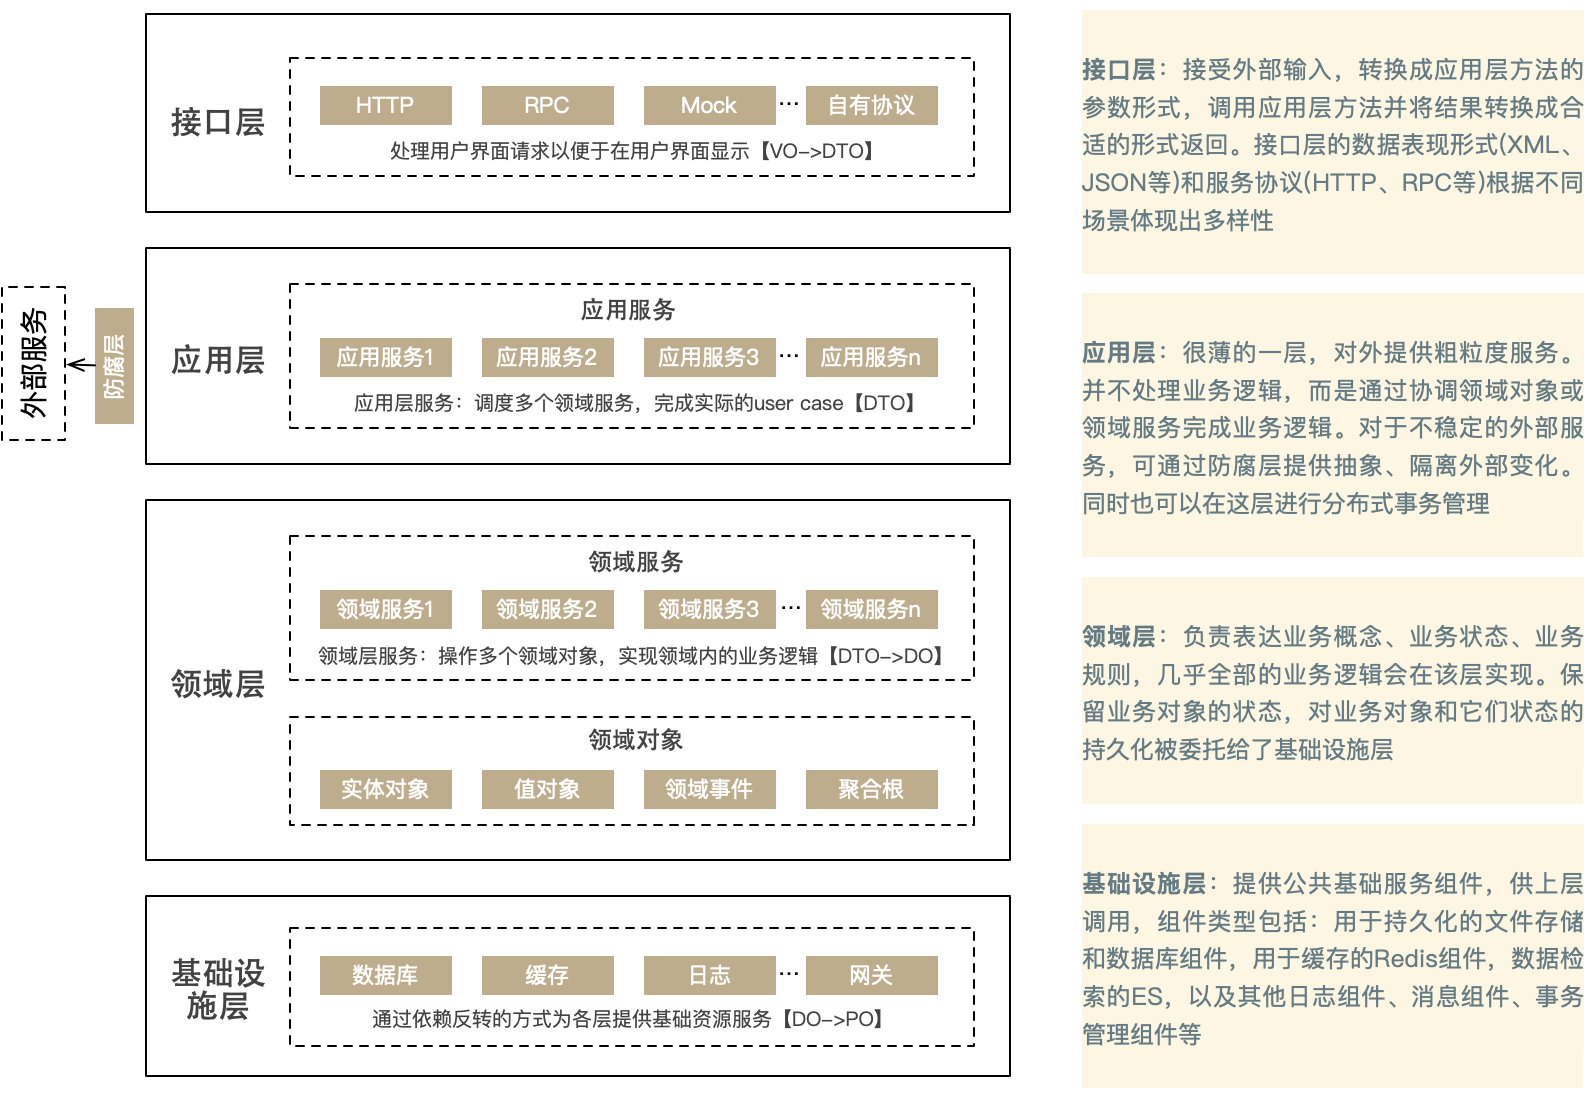 接口层
HTTP
RPC
Mock
...
自有协议
处理用户界面请求以便于在用户界面显示【VO->DTO】
外部服务
防腐层
应用层
应用服务
应用服务1
应用服务2
应用服务3
...
应用服务n
应用层服务：调度多个领域服务，完成实际的user case【DTO】
领域层
领域服务
领域服务1
领域服务2
领域服务3
...
领域服务n
领域层服务：操作多个领域对象，实现领域内的业务逻辑【DTO->DO】
领域对象
实体对象
值对象
领域事件
聚合根
基础设
施层
数据库
缓存
日志
...
网关
通过依赖反转的方式为各层提供基础资源服务【DO->PO】
接口层：接受外部输入，转换成应用层方法的
参数形式，调用应用层方法并将结果转换成合
适的形式返回。接口层的数据表现形式(XML、
JSON等)和服务协议(HTTP、RPC等)根据不同
场景体现出多样性
应用层：很薄的一层，对外提供粗粒度服务。
并不处理业务逻辑，而是通过协调领域对象或
领域服务完成业务逻辑。对于不稳定的外部服
务，可通过防腐层提供抽象、隔离外部变化。
同时也可以在这层进行分布式事务管理
领域层：负责表达业务概念、业务状态、业务
规则，几乎全部的业务逻辑会在该层实现。保
留业务对象的状态，对业务对象和它们状态的
持久化被委托给了基础设施层
基础设施层：提供公共基础服务组件，供上层
调用，组件类型包括：用于持久化的文件存储
和数据库组件，用于缓存的Redis组件，数据检
索的ES，以及其他日志组件、消息组件、事务
管理组件等